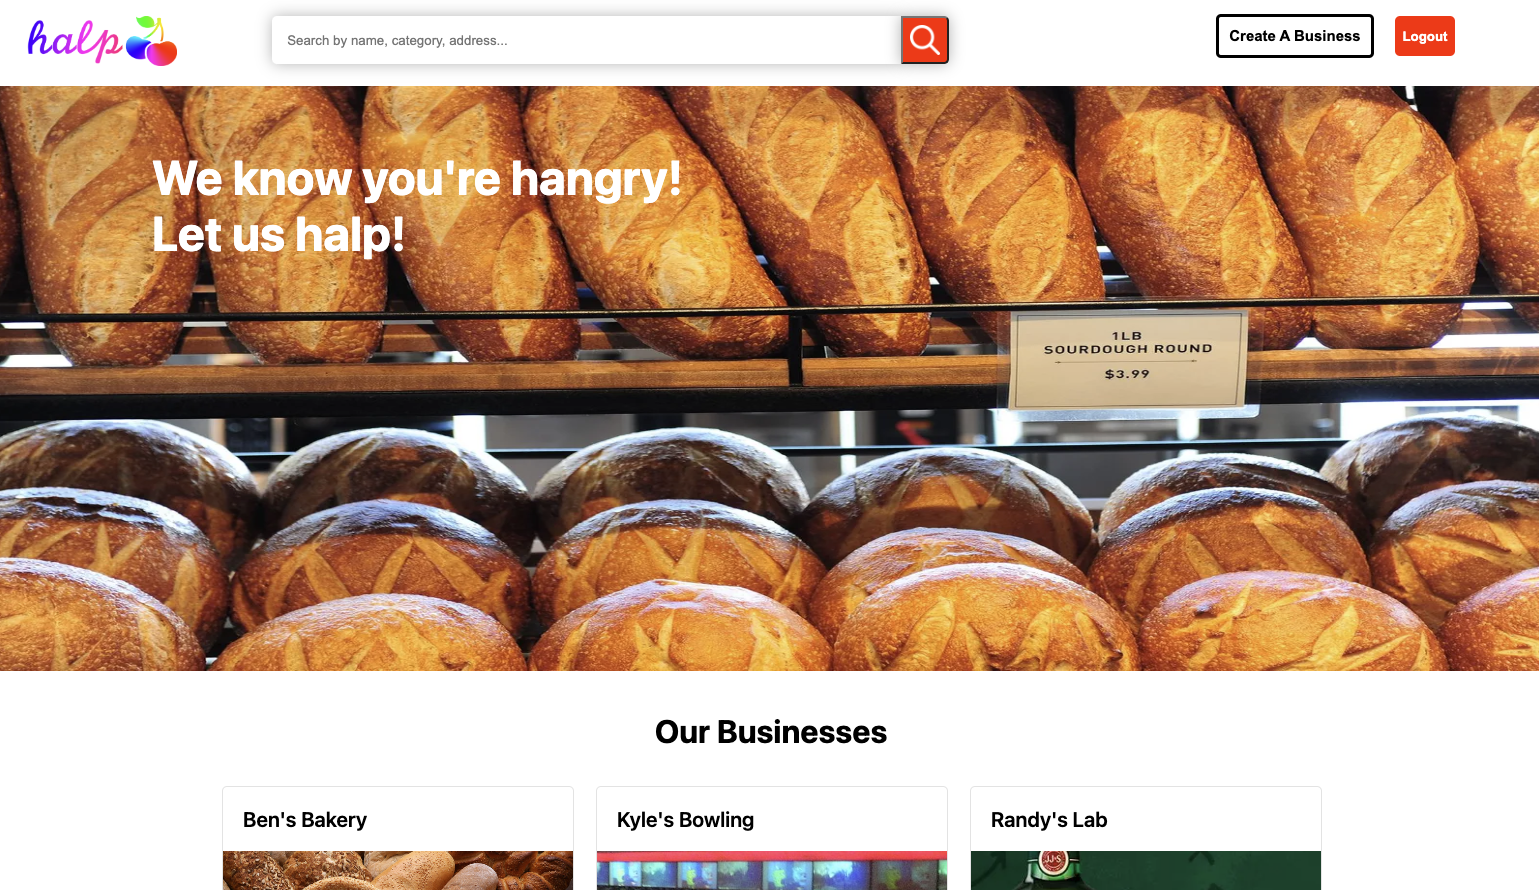 halp
Search by name, category, address...
Create A Business
Logout
We know you're hangry!
Let us halp!
1LB
SOURDOUGH ROUND
$3.99
Our Businesses
Ben's Bakery
Kyle's Bowling
Randy's Lab
JJ·S